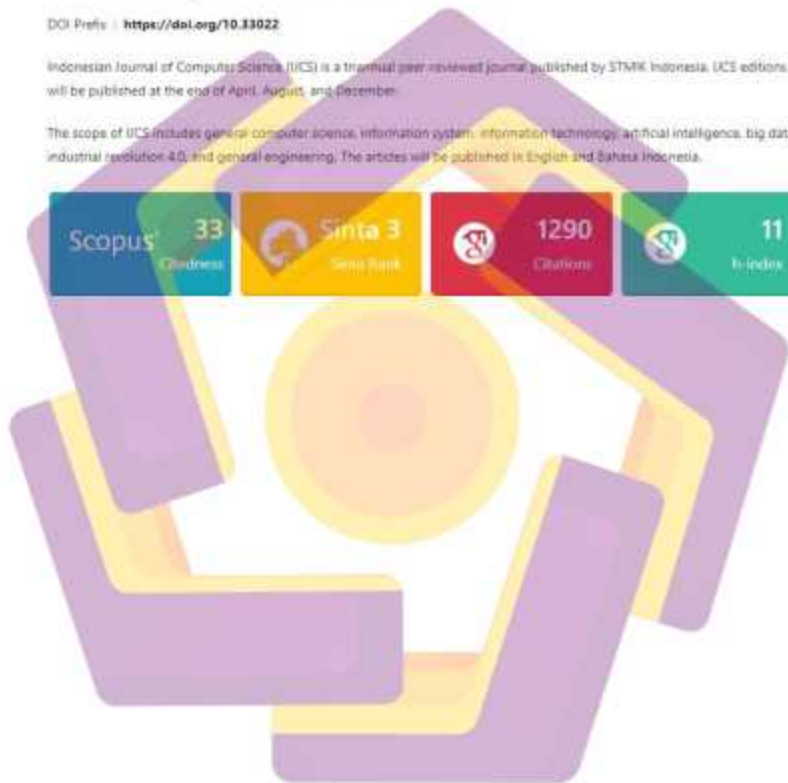 DOI Prefix : https://doi.org/10.33022
Indonesian Journal of Computer Science (IJCS) is a triannual peer-reviewed journal published by STMIK Indonesia. IJCS editions
will be published at the end of April, August, and December.
The scope of IJCS includes general computer science, information system, information technology, artificial intelligence, big dat
industrial revolution 4.0, and general engineering. The articles will be published in English and Bahasa Indonesia.
Scopus' 33
Citedness
Sinta 3
Sinta Rank
1290
Citations
11
h-index